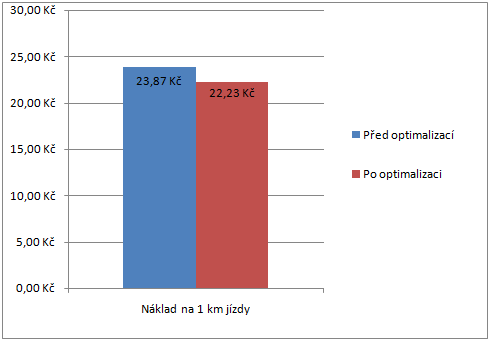 30,00 Kč
25,00 Kč
20,00 Kč
15,00 Kč
10,00 Kč
5,00 Kč
0,00 Kč
23,87 Kč
22,23 Kč
Náklad na 1 km jízdy
Před optimalizací
Po optimalizaci